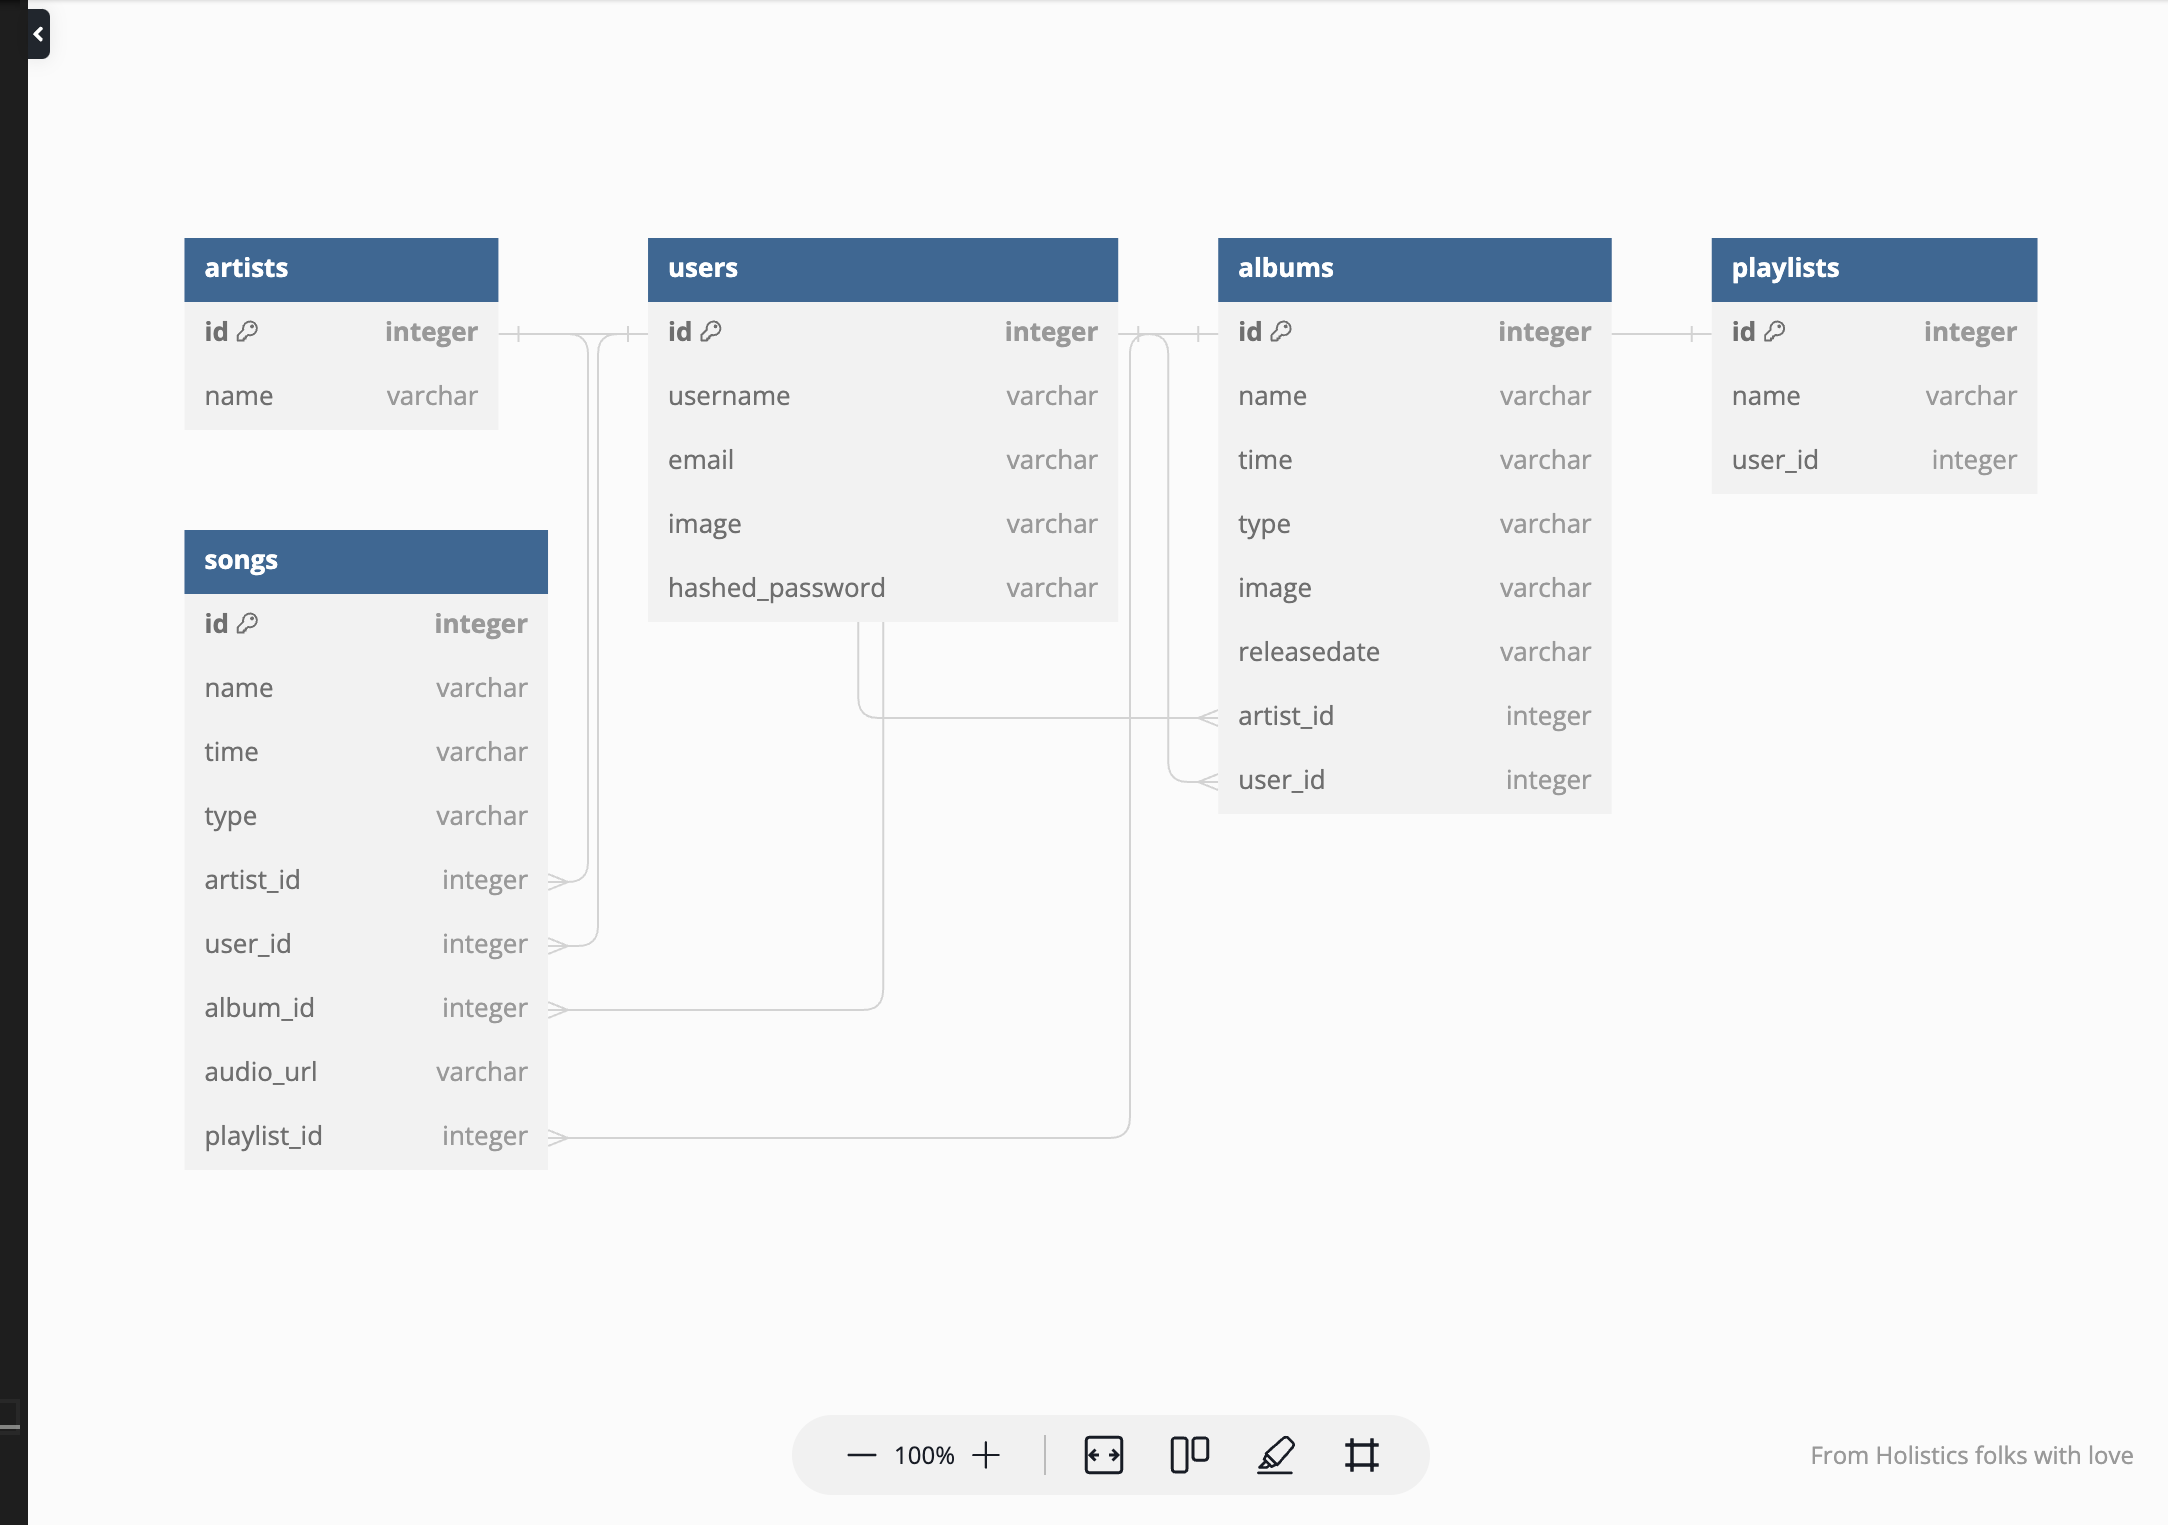 artists
id integer
name varchar
songs
id integer
name varchar
time varchar
type varchar
artist_id integer
user_id integer
album_id integer
audio_url varchar
playlist_id integer
users
id integer
username varchar
email varchar
image varchar
hashed_password varchar
albums
id integer
name varchar
time varchar
type varchar
image varchar
releasedate varchar
artist_id integer
user_id integer
playlists
id integer
name varchar
user_id integer
100%
From Holistics folks with love